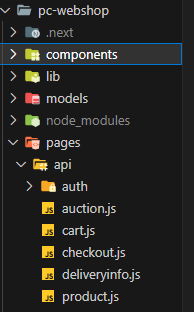 pc-webshop
.next
components
lib
models
node_modules
pages
api
auth
auction.js
cart.js
checkout.js
deliveryinfo.js
product.js